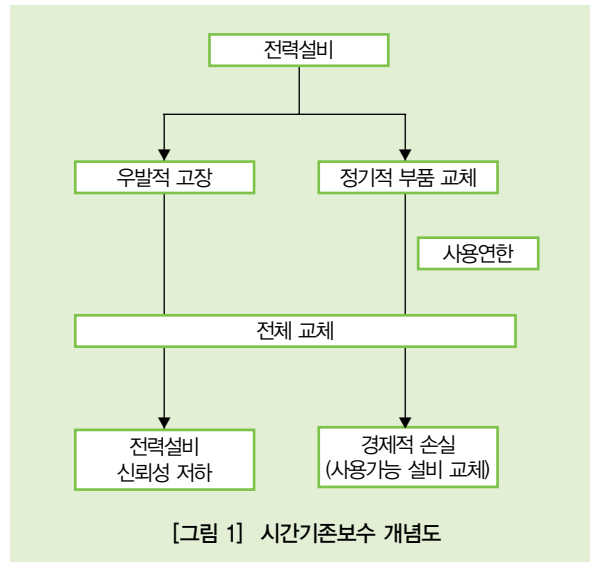 전력설비
우발적 고장
정기적 부품 교체
사용연한
전체 교체
전력설비
신뢰성 저하
경제적 손실
(사용가능 설비 교체)
[그림 1] 시간기존보수 개념도